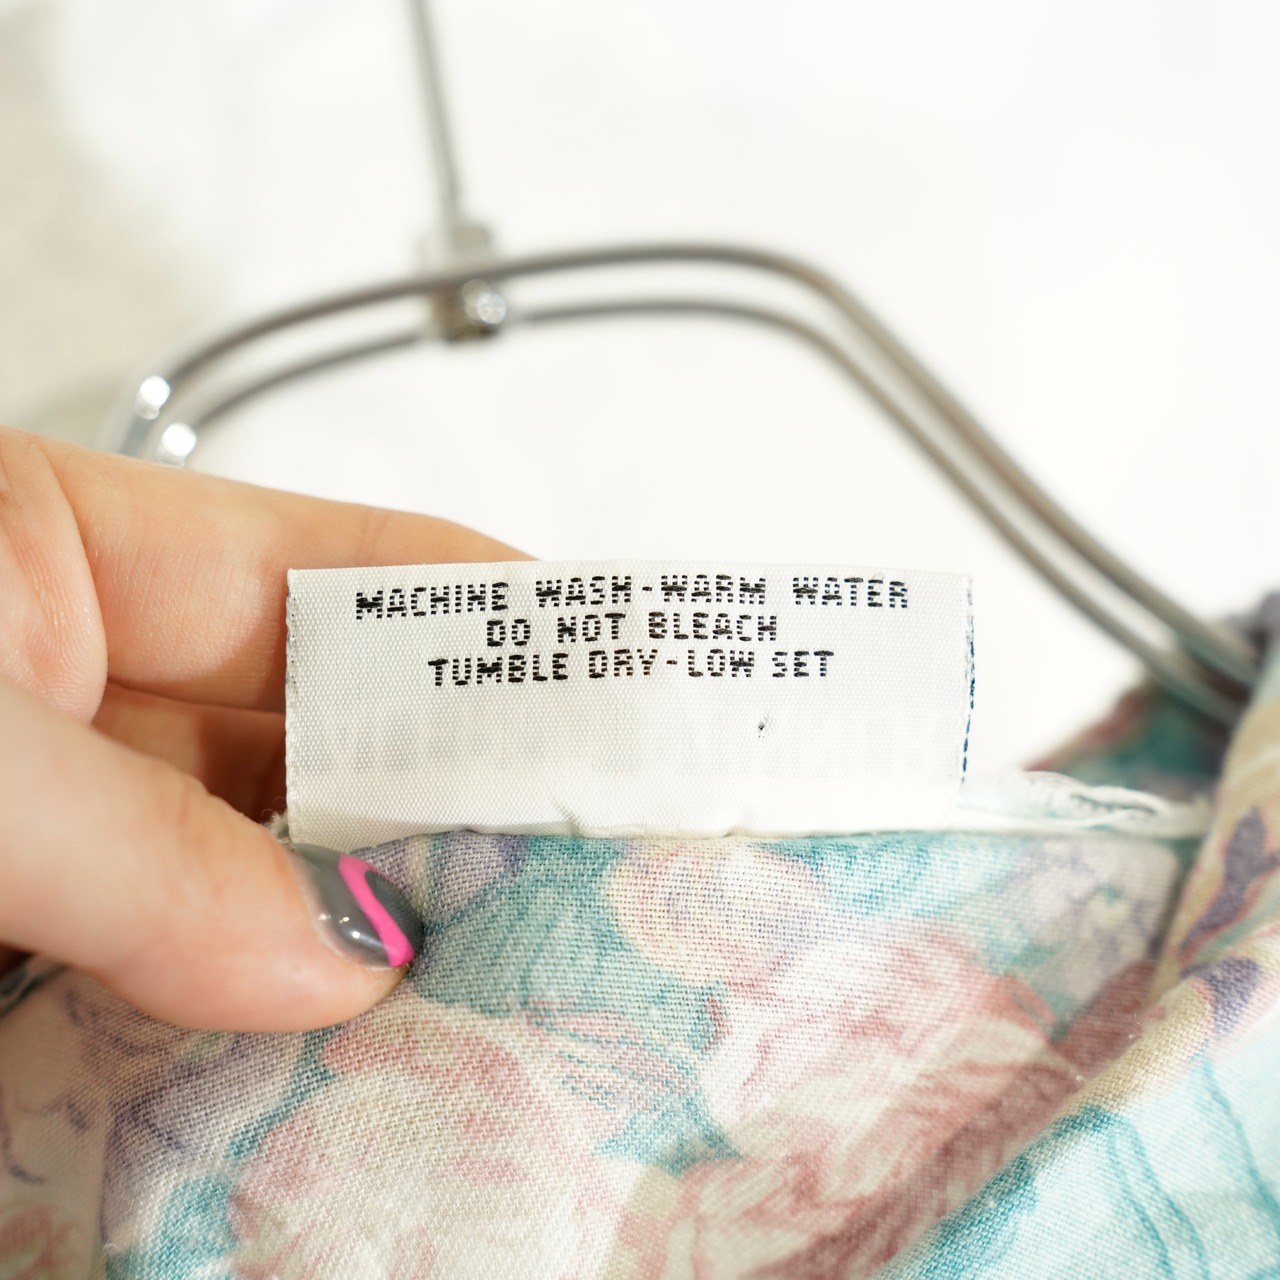 MACHINE WASH-WARM WATER
DO NOT BLEACH
TUMBLE DRY-LOW SET